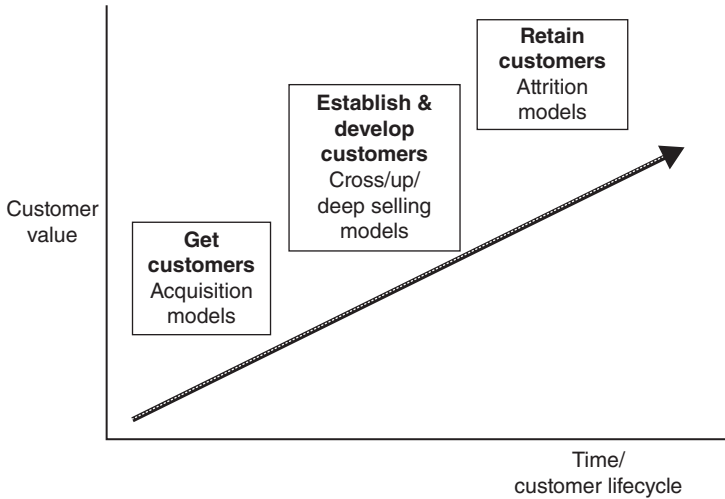 Retain
customers
Attrition
models
Establish &
develop
customers
Cross/up/
deep selling
models
Customer
value
Get
customers
Acquisition
models
Time/
customer lifecycle